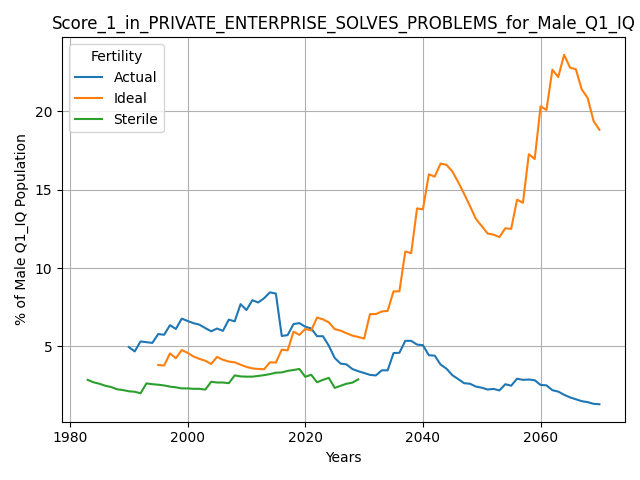 Score_1_in_PRIVATE_ENTERPRISE_SOLVES_PROBLEMS_for_Male_Q1_IQ
Fertility
Actual
Ideal
Sterile
% of Male Q1_IQ Population
20
15
10
5
1980 2000 2020 2040 2060
Years